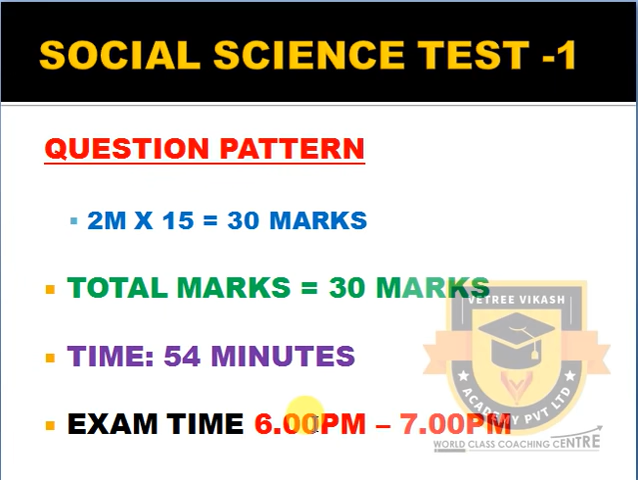 SOCIAL SCIENCE TEST -1
QUESTION PATTERN
2M X 15 = 30 MARKS
TOTAL MARKS = 30 MARKS
TIME: 54 MINUTES
EXAM TIME 6.00PM – 7.00PM
VETREE VIKASH
ACADEMY PVT LTD
WORLD CLASS COACHING CENTRE